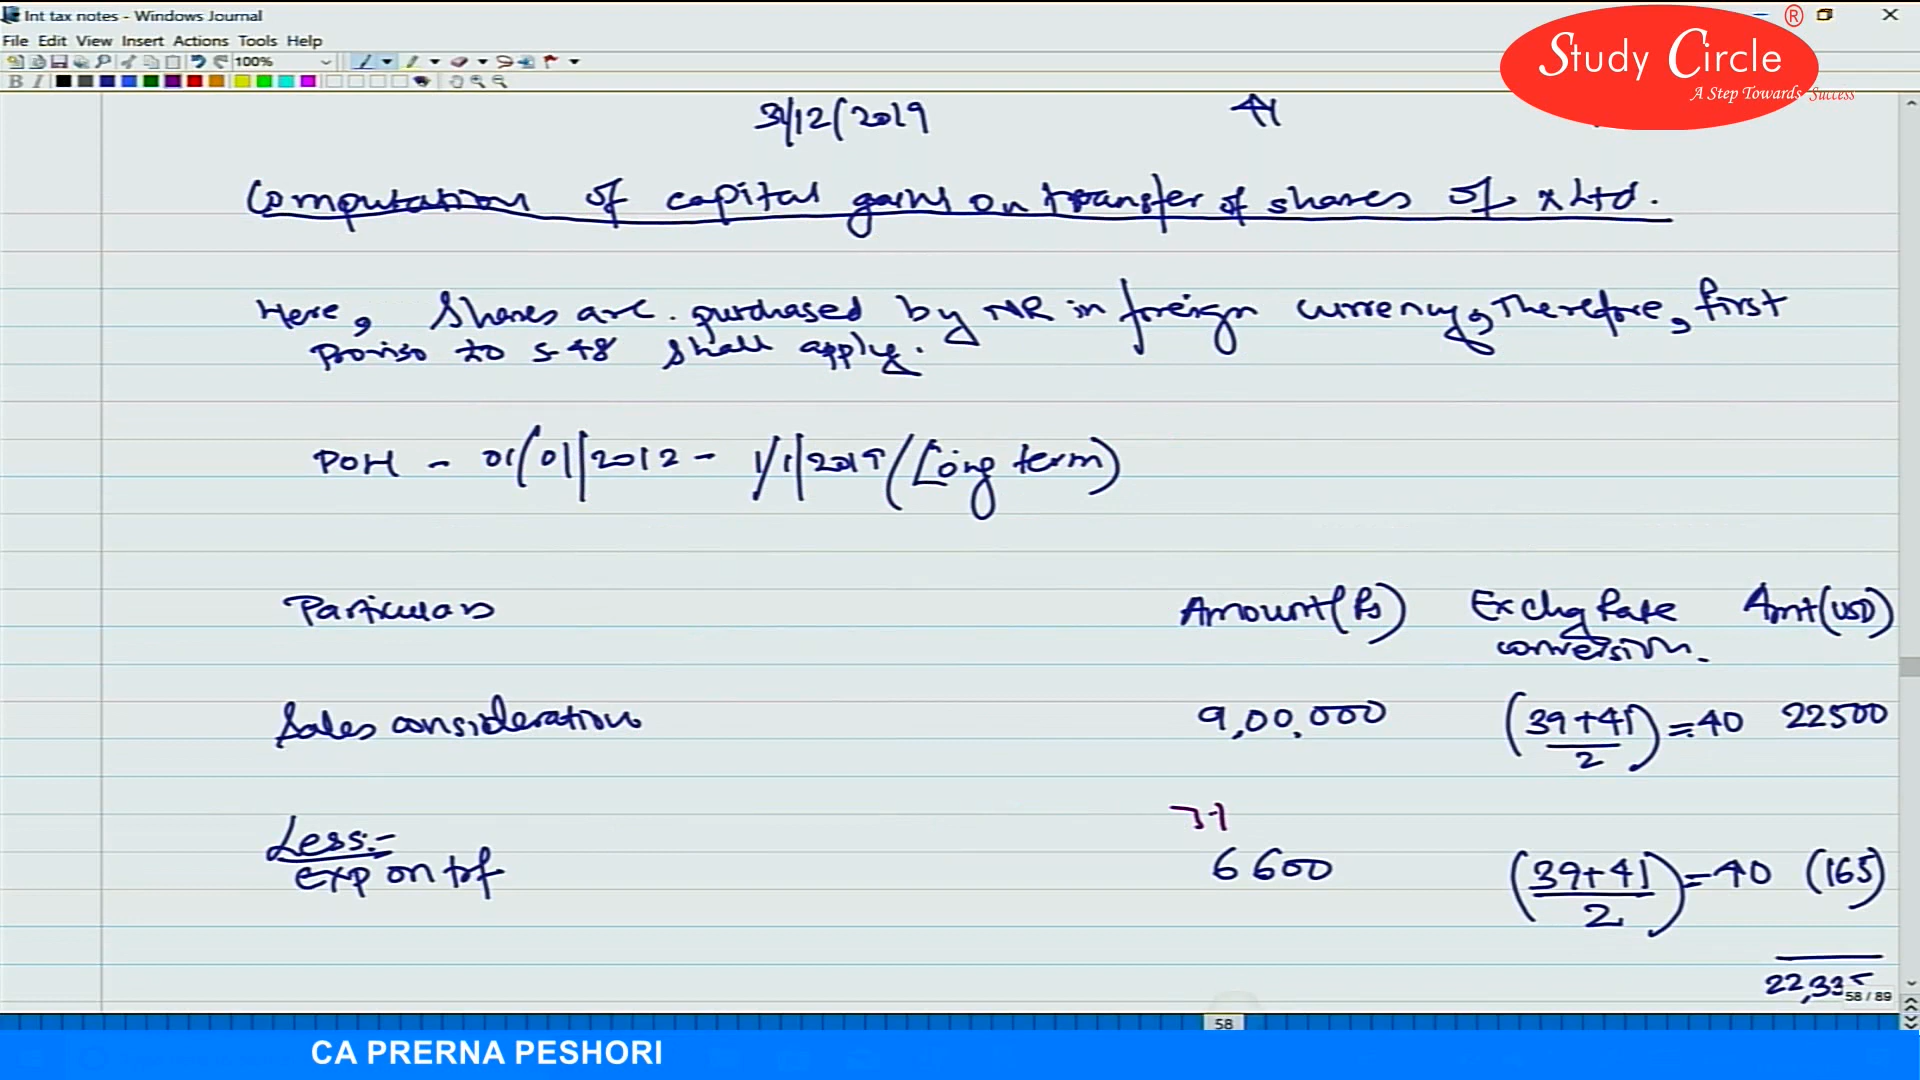 Int tax notes - Windows Journal
File Edit View Insert Actions Tools Help
100%
B I
Study Circle ®
A Step Towards Success
31/12/2019
Computation of capital gains on transfer of shares of x Ltd.
Here, Shares are purchased by NR in foreign currency, Therefore, first
proviso to S-48 shall apply.
POH - 01/01/2012 - 1/1/2019 (Long term)
Particulars Amount(Rs) Exchg Rate conversion. Amt(USD)
Sales consideration 9,00,000 (39+41)/2 = 40 22500
Less:-
exp on trf 6600 (39+41)/2 = 40 (165)
22,335
58 / 89
58
CA PRERNA PESHORI